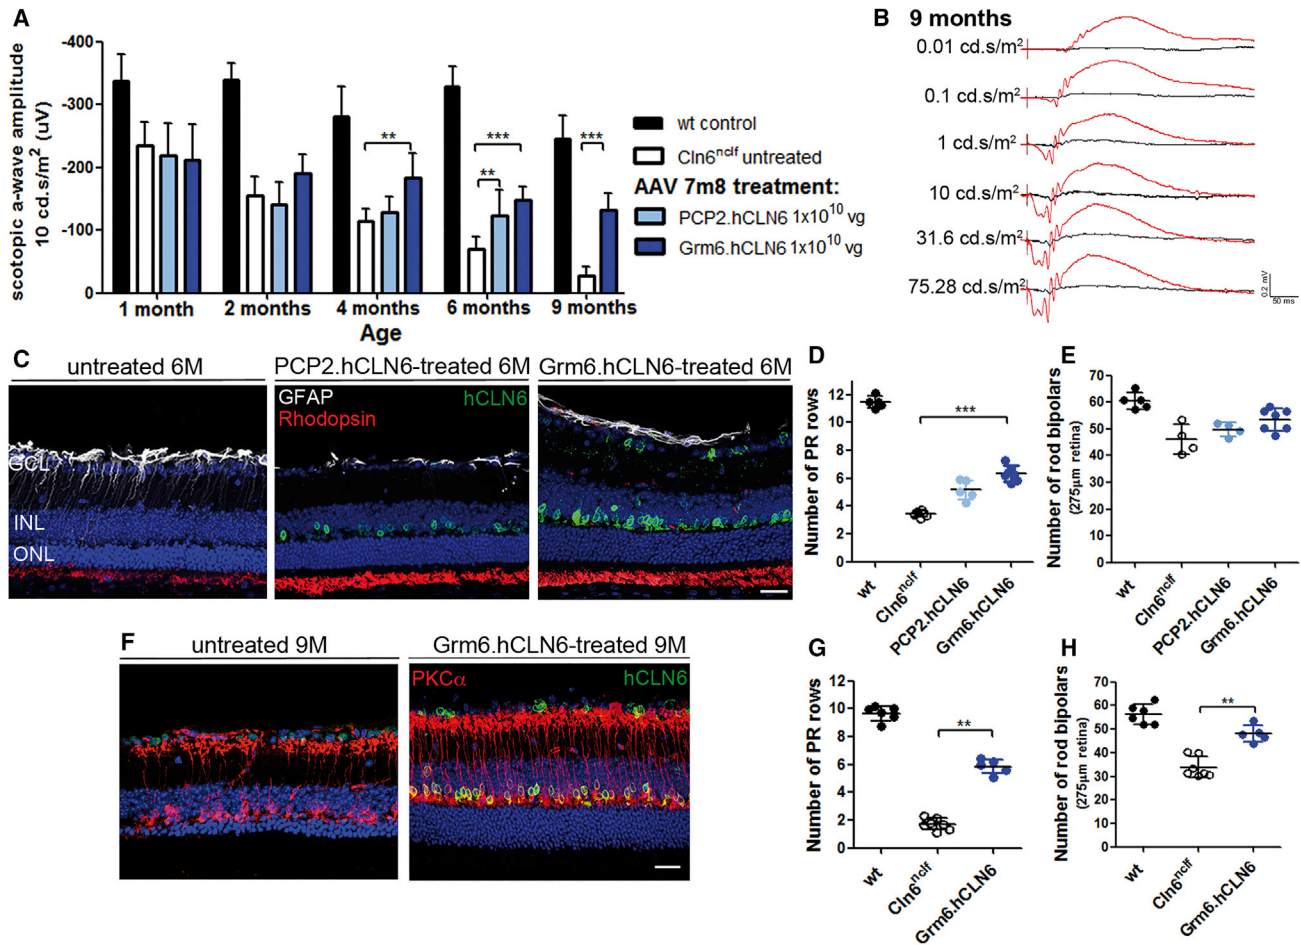 A
scotopic a-wave amplitude
10 cd.s/m² (uV)
-400
-300
-200
-100
0
** *** ** ***
1 month 2 months 4 months 6 months 9 months
Age
wt control
Cln6ⁿᶜˡᶠ untreated
AAV 7m8 treatment:
PCP2.hCLN6 1x10¹⁰ vg
Grm6.hCLN6 1x10¹⁰ vg
B
9 months
0.01 cd.s/m²
0.1 cd.s/m²
1 cd.s/m²
10 cd.s/m²
31.6 cd.s/m²
75.28 cd.s/m²
0.2 mV
50 ms
C
untreated 6M
PCP2.hCLN6-treated 6M
Grm6.hCLN6-treated 6M
GFAP
Rhodopsin
hCLN6
GCL
INL
ONL
D
Number of PR rows
12
10
8
6
4
2
0
***
wt
Cln6ⁿᶜˡᶠ
PCP2.hCLN6
Grm6.hCLN6
E
Number of rod bipolars
(275µm retina)
70
60
50
40
30
20
10
0
wt
Cln6ⁿᶜˡᶠ
PCP2.hCLN6
Grm6.hCLN6
F
untreated 9M
Grm6.hCLN6-treated 9M
PKCα
hCLN6
G
Number of PR rows
12
10
8
6
4
2
0
**
wt
Cln6ⁿᶜˡᶠ
Grm6.hCLN6
H
Number of rod bipolars
(275µm retina)
70
60
50
40
30
20
10
0
**
wt
Cln6ⁿᶜˡᶠ
Grm6.hCLN6